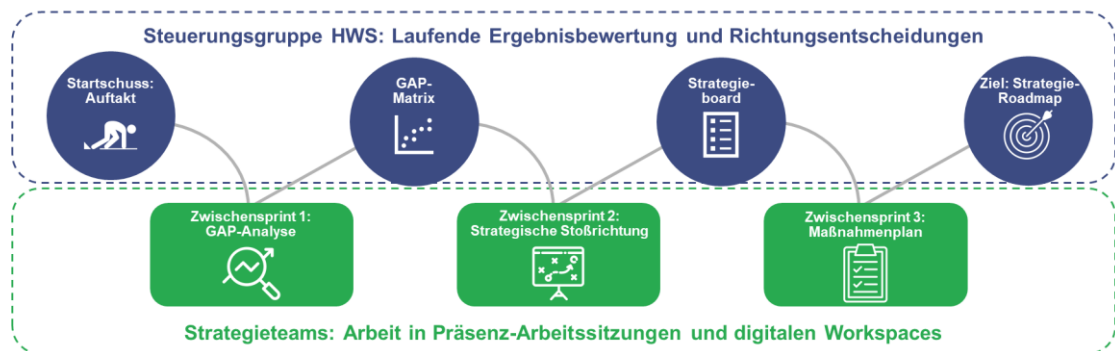 Steuerungsgruppe HWS: Laufende Ergebnisbewertung und Richtungsentscheidungen
Startschuss:
Auftakt
GAP-
Matrix
Strategie-
board
Ziel: Strategie-
Roadmap
Zwischensprint 1:
GAP-Analyse
Zwischensprint 2:
Strategische Stoßrichtung
Zwischensprint 3:
Maßnahmenplan
Strategieteams: Arbeit in Präsenz-Arbeitssitzungen und digitalen Workspaces